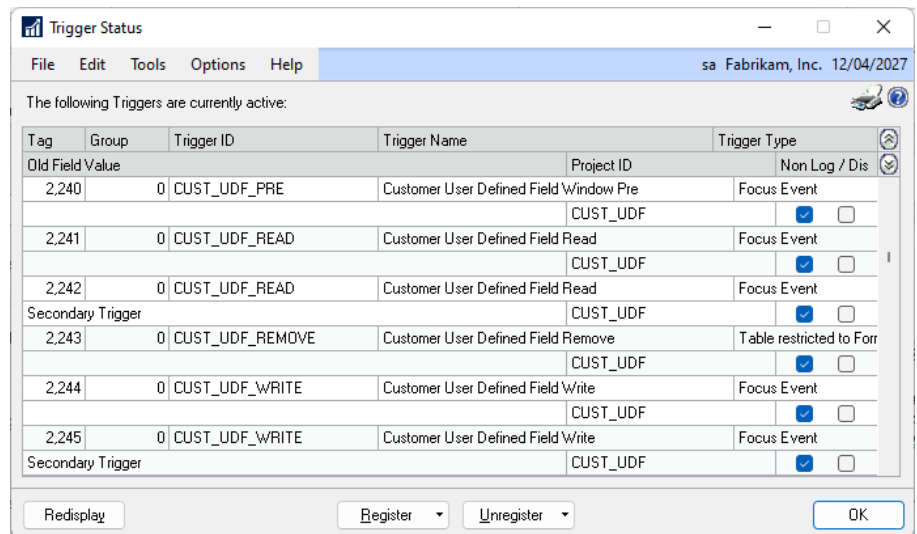 Trigger Status
File Edit Tools Options Help sa Fabrikam, Inc. 12/04/2027
The following Triggers are currently active:
Tag Group Trigger ID Trigger Name Trigger Type
Old Field Value Project ID Non Log / Dis
2,240 0 CUST_UDF_PRE Customer User Defined Field Window Pre Focus Event
CUST_UDF
2,241 0 CUST_UDF_READ Customer User Defined Field Read Focus Event
CUST_UDF
2,242 0 CUST_UDF_READ Customer User Defined Field Read Focus Event
Secondary Trigger CUST_UDF
2,243 0 CUST_UDF_REMOVE Customer User Defined Field Remove Table restricted to Forr
CUST_UDF
2,244 0 CUST_UDF_WRITE Customer User Defined Field Write Focus Event
CUST_UDF
2,245 0 CUST_UDF_WRITE Customer User Defined Field Write Focus Event
Secondary Trigger CUST_UDF
Redisplay Register Unregister OK